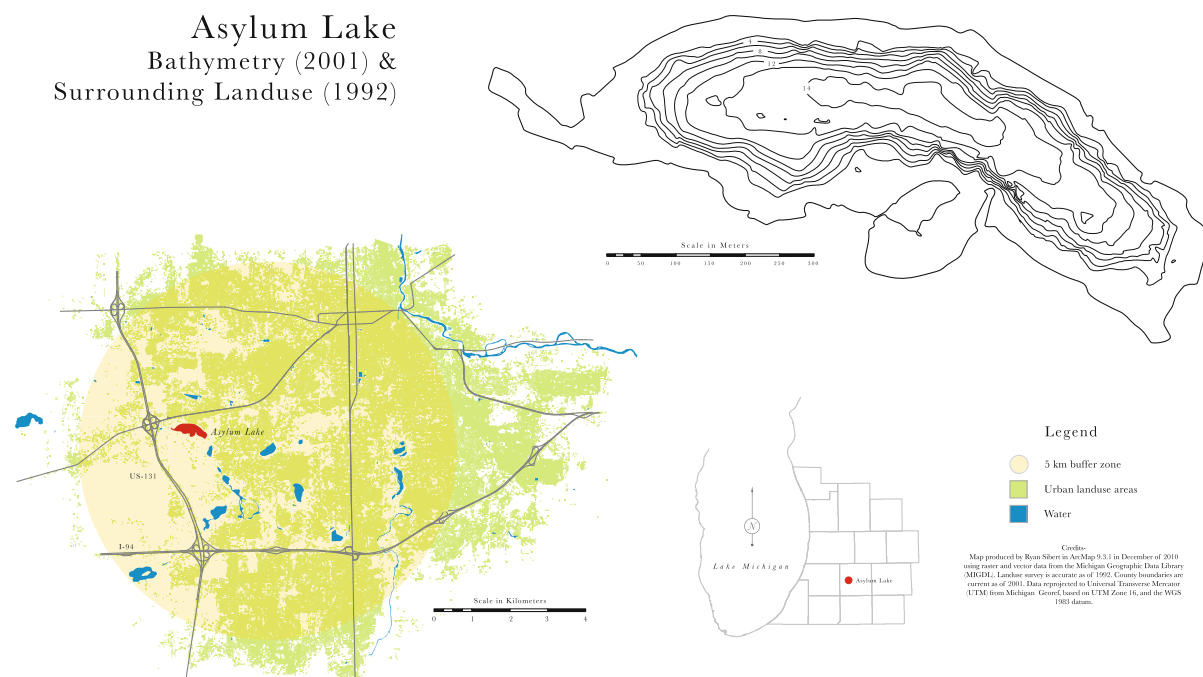 Asylum Lake
Bathymetry (2001) &
Surrounding Landuse (1992)
4
8
12
14
Scale in Meters
0 50 100 150 200 250 300
Asylum Lake
US-131
I-94
Scale in Kilometers
0 1 2 3 4
N
Lake Michigan
Asylum Lake
Legend
5 km buffer zone
Urban landuse areas
Water
Credits-
Map produced by Ryan Sibert in ArcMap 9.3.1 in December of 2010
using raster and vector data from the Michigan Geographic Data Library
(MIGDL). Landuse survey is accurate as of 1992. County boundaries are
current as of 2001. Data reprojected to Universal Transverse Mercator
(UTM) from Michigan Georef, based on UTM Zone 16, and the WGS
1983 datum.